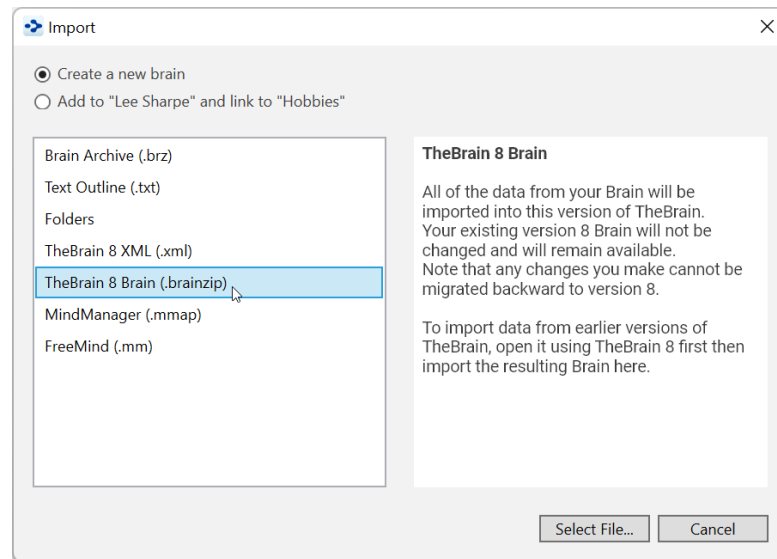 Import
Create a new brain
Add to "Lee Sharpe" and link to "Hobbies"
Brain Archive (.brz)
Text Outline (.txt)
Folders
TheBrain 8 XML (.xml)
TheBrain 8 Brain (.brainzip)
MindManager (.mmap)
FreeMind (.mm)
TheBrain 8 Brain
All of the data from your Brain will be
imported into this version of TheBrain.
Your existing version 8 Brain will not be
changed and will remain available.
Note that any changes you make cannot be
migrated backward to version 8.
To import data from earlier versions of
TheBrain, open it using TheBrain 8 first then
import the resulting Brain here.
Select File...
Cancel